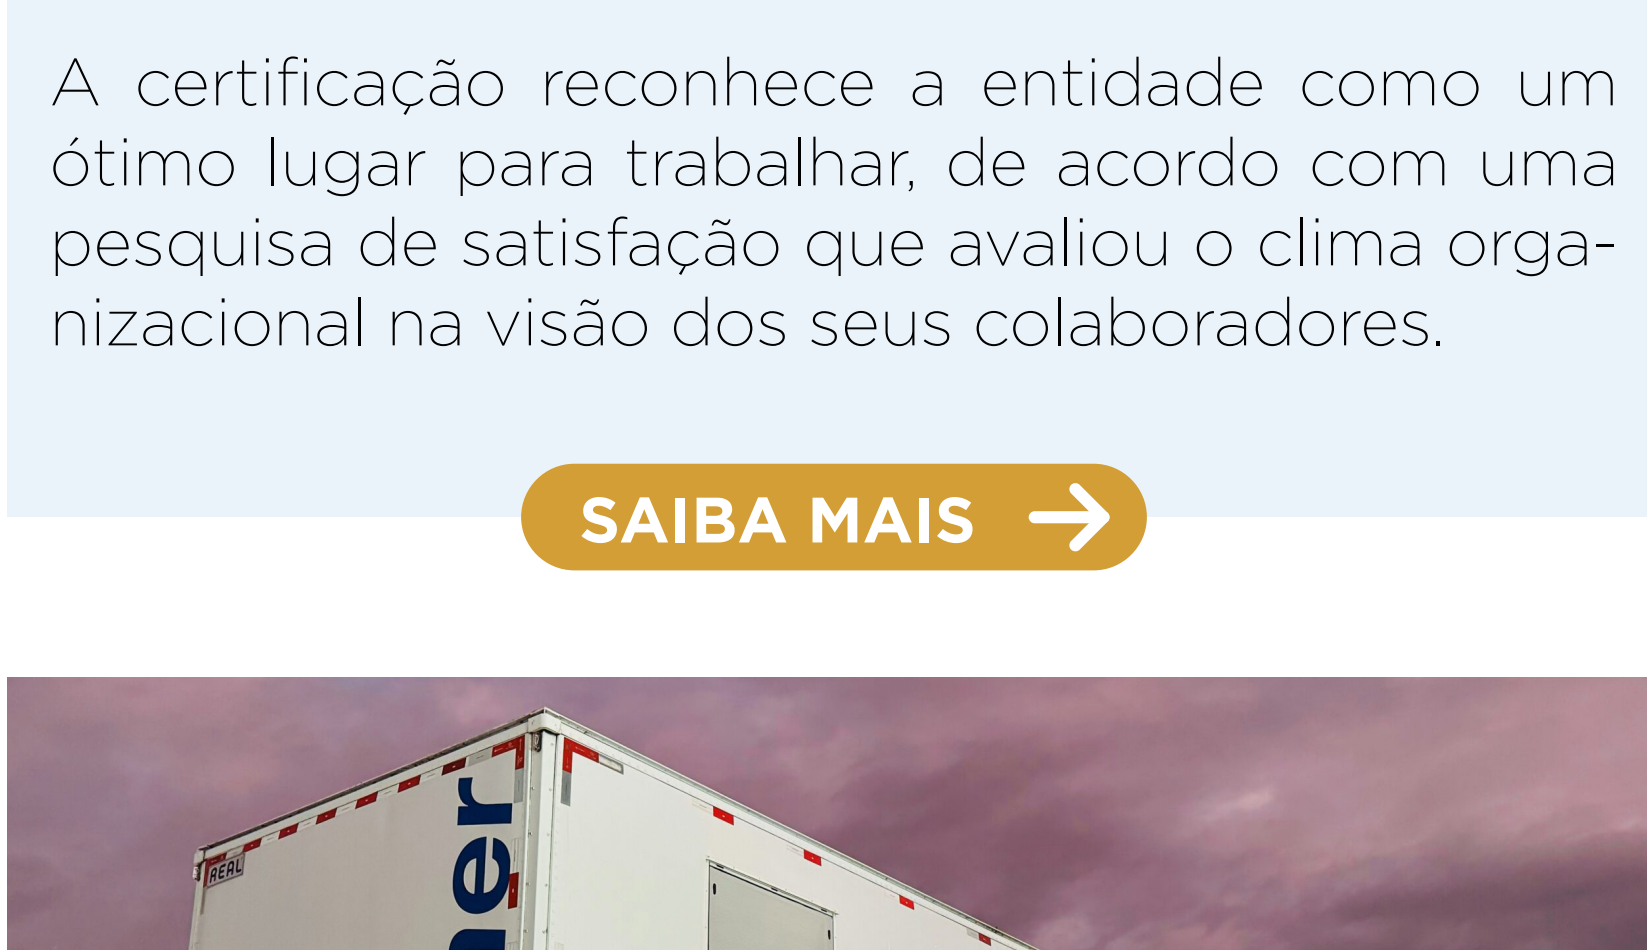 A certificação reconhece a entidade como um
ótimo lugar para trabalhar, de acordo com uma
pesquisa de satisfação que avaliou o clima orga-
nizacional na visão dos seus colaboradores.
SAIBA MAIS
REAL